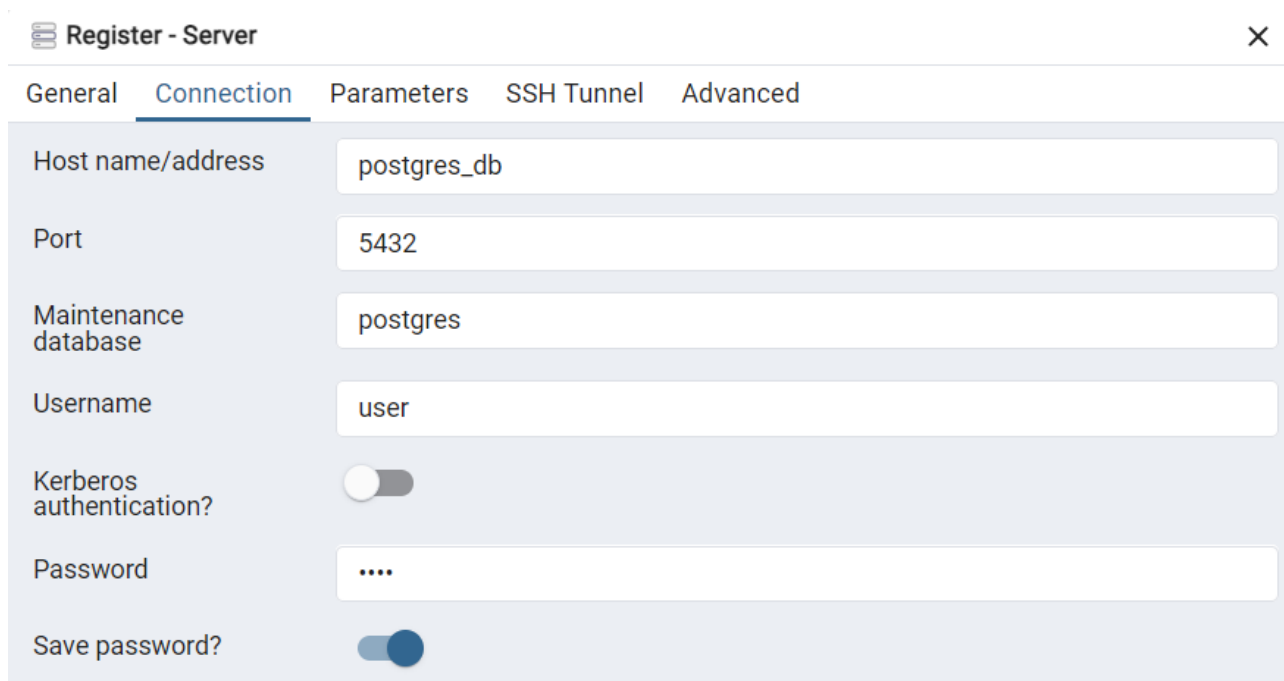 Register - Server
General Connection Parameters SSH Tunnel Advanced
Host name/address postgres_db
Port 5432
Maintenance
database postgres
Username user
Kerberos
authentication?
Password ••••
Save password?